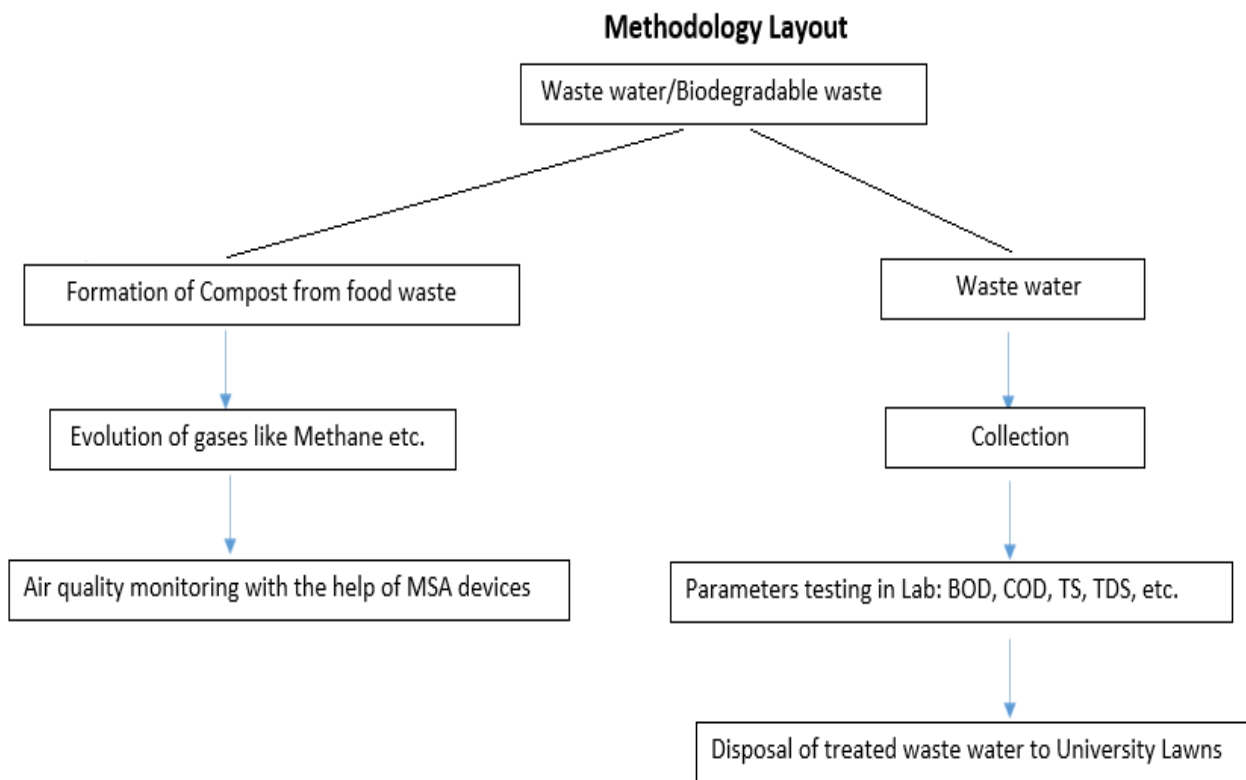 Methodology Layout
Waste water/Biodegradable waste
Formation of Compost from food waste
Waste water
Evolution of gases like Methane etc.
Collection
Air quality monitoring with the help of MSA devices
Parameters testing in Lab: BOD, COD, TS, TDS, etc.
Disposal of treated waste water to University Lawns